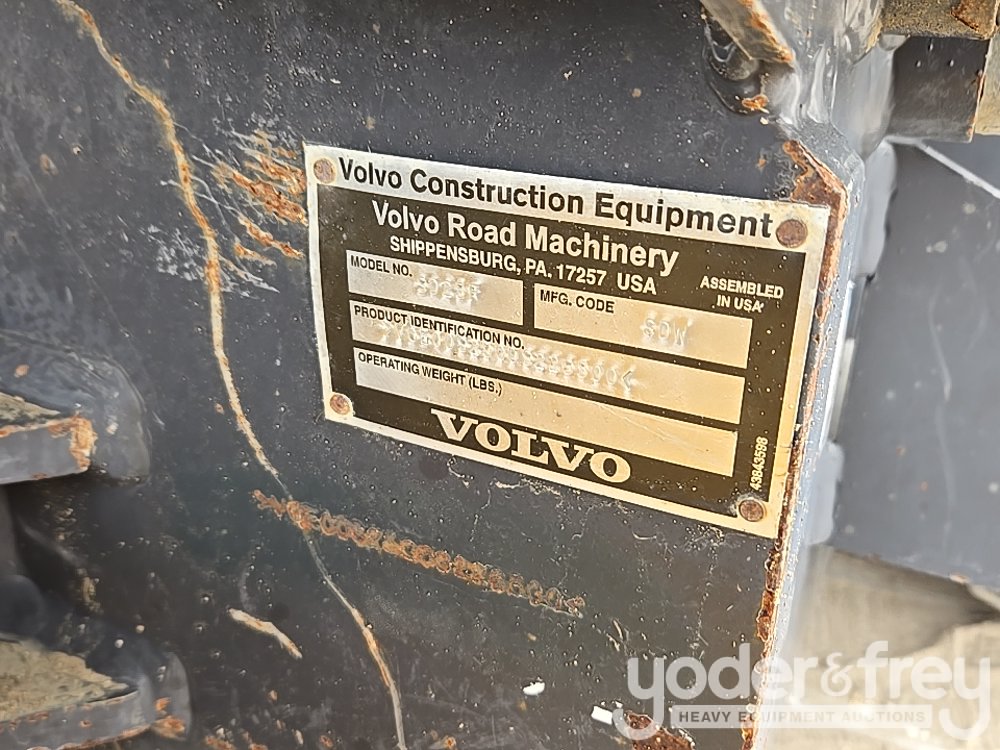 Volvo Construction Equipment
Volvo Road Machinery
SHIPPENSBURG, PA. 17257 USA
ASSEMBLED
IN USA
MODEL NO.
MFG. CODE
PRODUCT IDENTIFICATION NO.
OPERATING WEIGHT (LBS.)
VOLVO
43843588
yoder&frey
HEAVY EQUIPMENT AUCTIONS